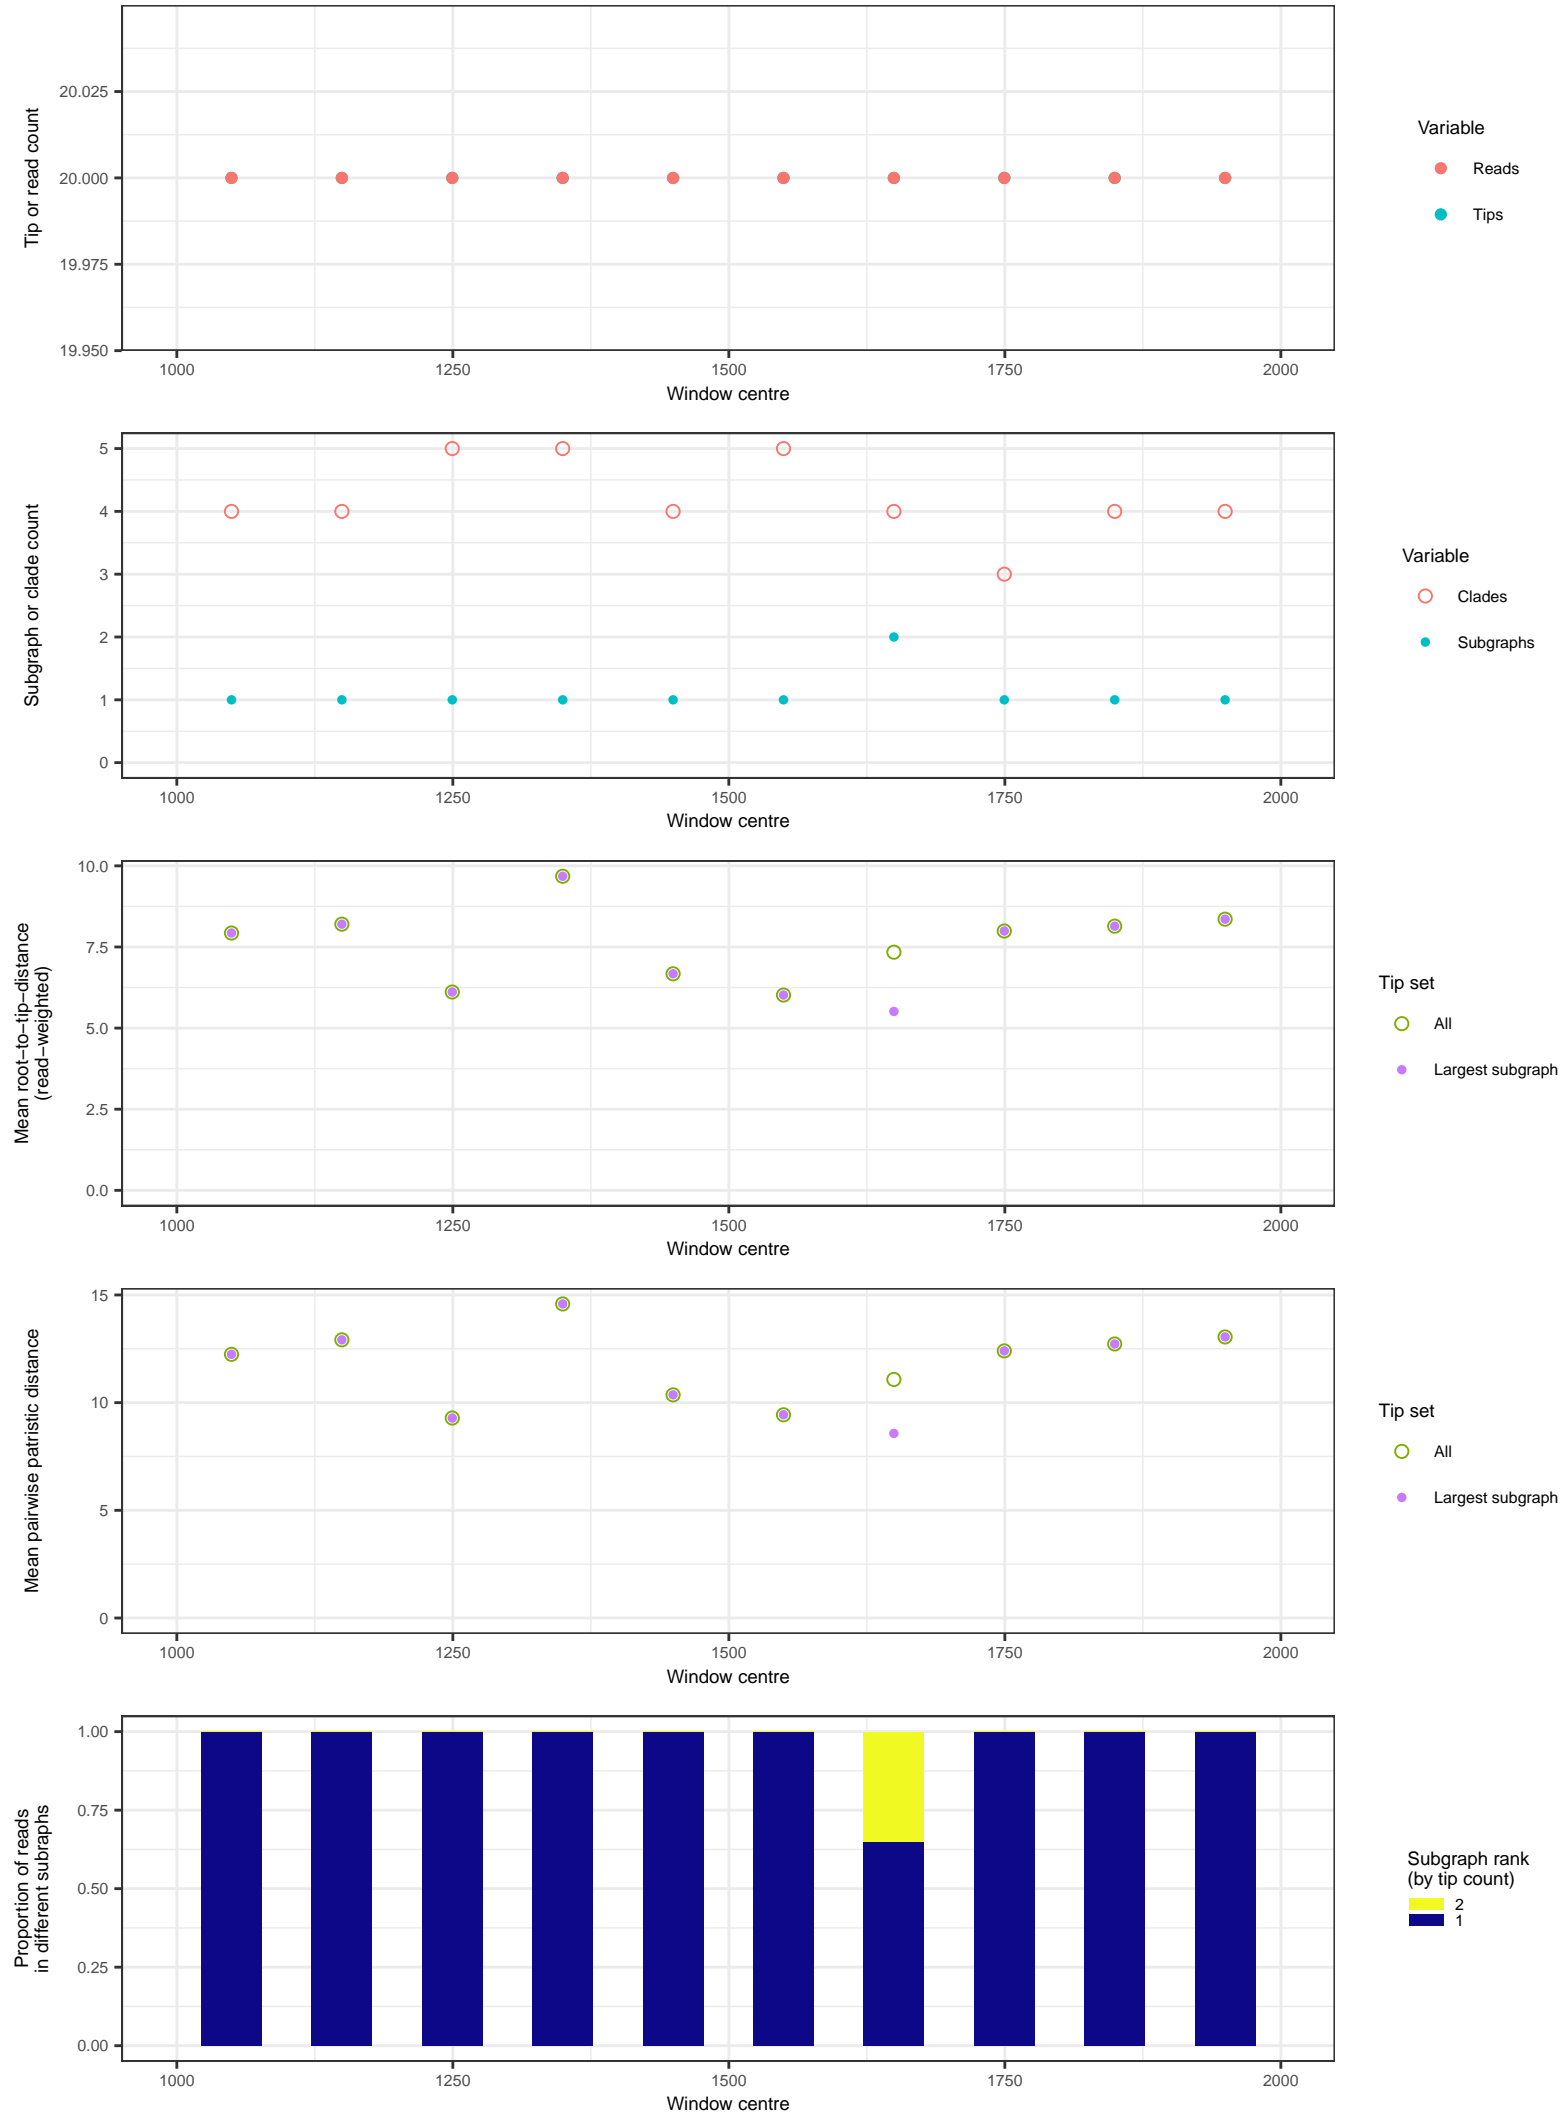 Tip or read count
20.025
20.000
19.975
19.950
1000 1250 1500 1750 2000
Window centre
Variable
Reads
Tips
Subgraph or clade count
5
4
3
2
1
0
1000 1250 1500 1750 2000
Window centre
Variable
Clades
Subgraphs
Mean root−to−tip−distance
(read−weighted)
10.0
7.5
5.0
2.5
0.0
1000 1250 1500 1750 2000
Window centre
Tip set
All
Largest subgraph
Mean pairwise patristic distance
15
10
5
0
1000 1250 1500 1750 2000
Window centre
Tip set
All
Largest subgraph
Proportion of reads
in different subraphs
1.00
0.75
0.50
0.25
0.00
1000 1250 1500 1750 2000
Window centre
Subgraph rank
(by tip count)
2
1